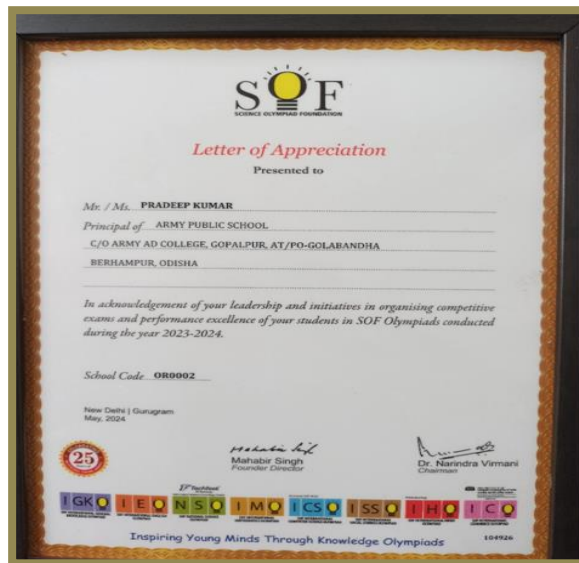 SOF
SCIENCE OLYMPIAD FOUNDATION
Letter of Appreciation
Presented to
Mr. / Ms. PRADEEP KUMAR
Principal of ARMY PUBLIC SCHOOL
C/O ARMY AD COLLEGE, GOPALPUR, AT/PO-GOLABANDHA
BERHAMPUR, ODISHA
In acknowledgement of your leadership and initiatives in organising competitive
exams and performance excellence of your students in SOF Olympiads conducted
during the year 2023-2024.
School Code OR0002
New Delhi | Gurugram
May, 2024
25
Mahabir Singh
Founder Director
Dr. Narindra Virmani
Chairman
IGKO IEO NSO IMO ICSO ISSO IHO ICO
Inspiring Young Minds Through Knowledge Olympiads
104926